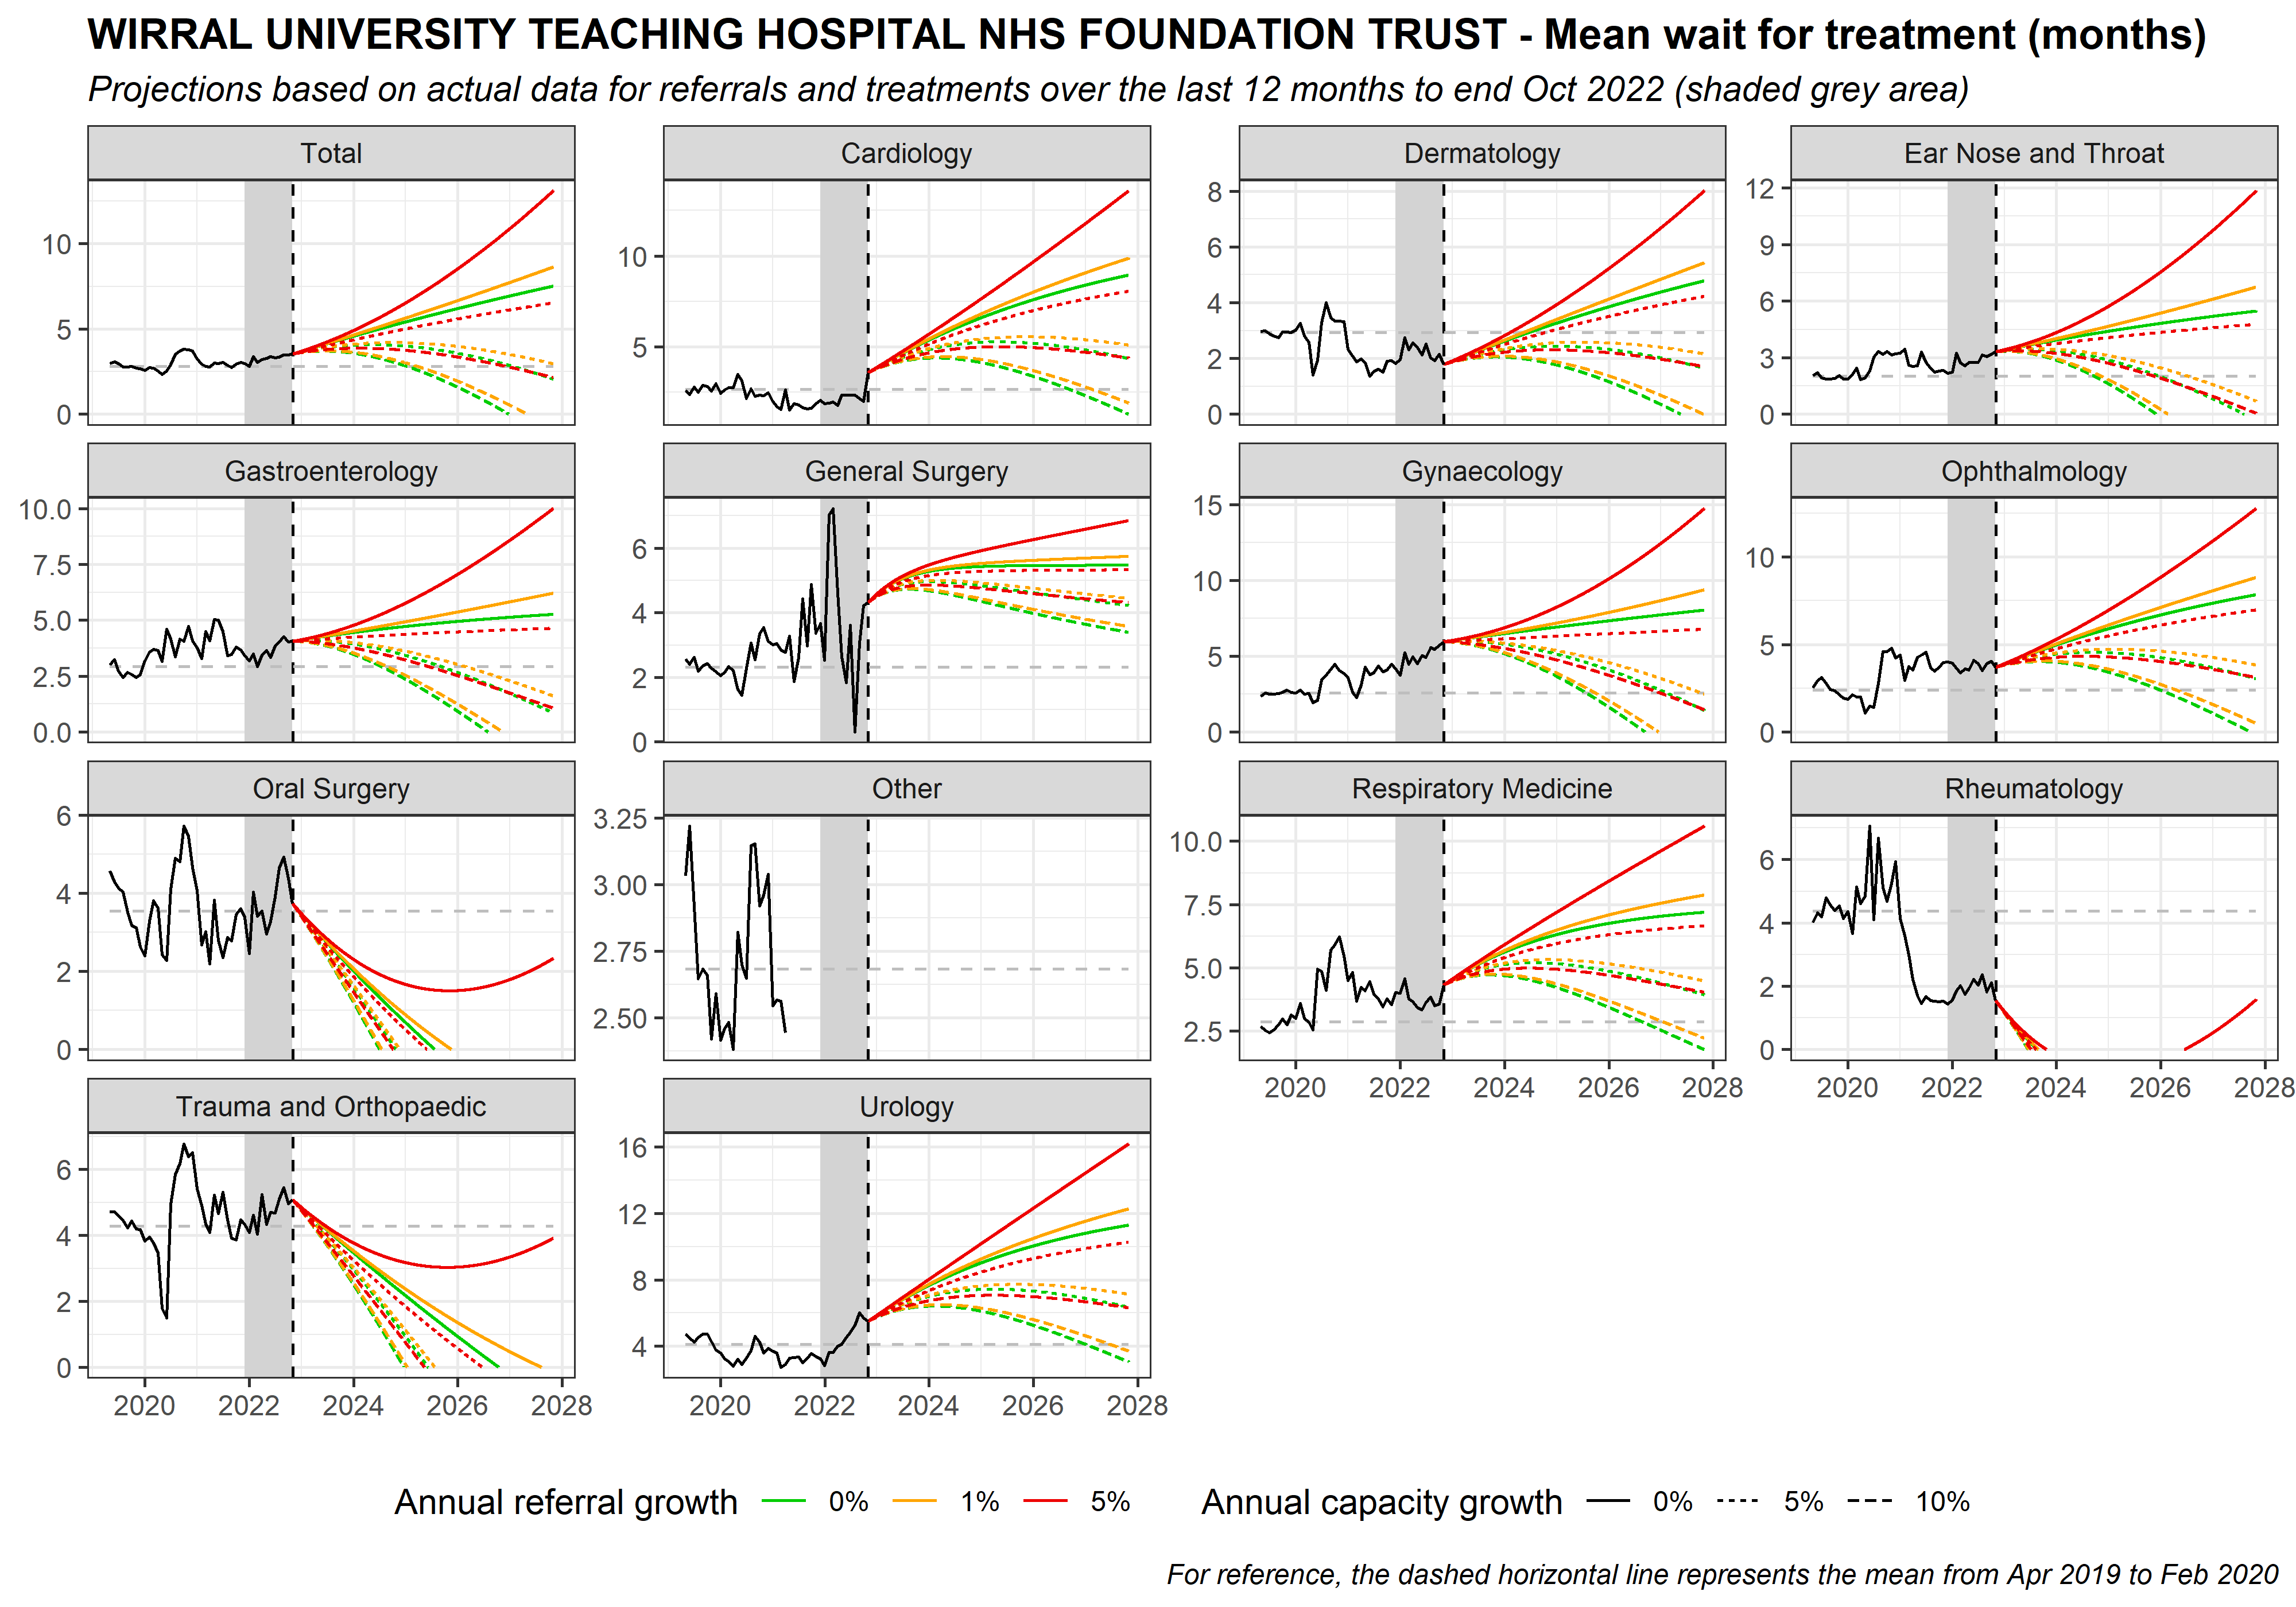 WIRRAL UNIVERSITY TEACHING HOSPITAL NHS FOUNDATION TRUST - Mean wait for treatment (months)
Projections based on actual data for referrals and treatments over the last 12 months to end Oct 2022 (shaded grey area)
Total
10
5
0
Cardiology
10
5
Dermatology
8
6
4
2
0
Ear Nose and Throat
12
9
6
3
0
Gastroenterology
10.0
7.5
5.0
2.5
0.0
General Surgery
6
4
2
0
Gynaecology
15
10
5
0
Ophthalmology
10
5
0
Oral Surgery
6
4
2
0
Other
3.25
3.00
2.75
2.50
Respiratory Medicine
10.0
7.5
5.0
2.5
2020 2022 2024 2026 2028
Rheumatology
6
4
2
0
2020 2022 2024 2026 2028
Trauma and Orthopaedic
6
4
2
0
2020 2022 2024 2026 2028
Urology
16
12
8
4
2020 2022 2024 2026 2028
Annual referral growth 0% 1% 5% Annual capacity growth 0% 5% 10%
For reference, the dashed horizontal line represents the mean from Apr 2019 to Feb 2020